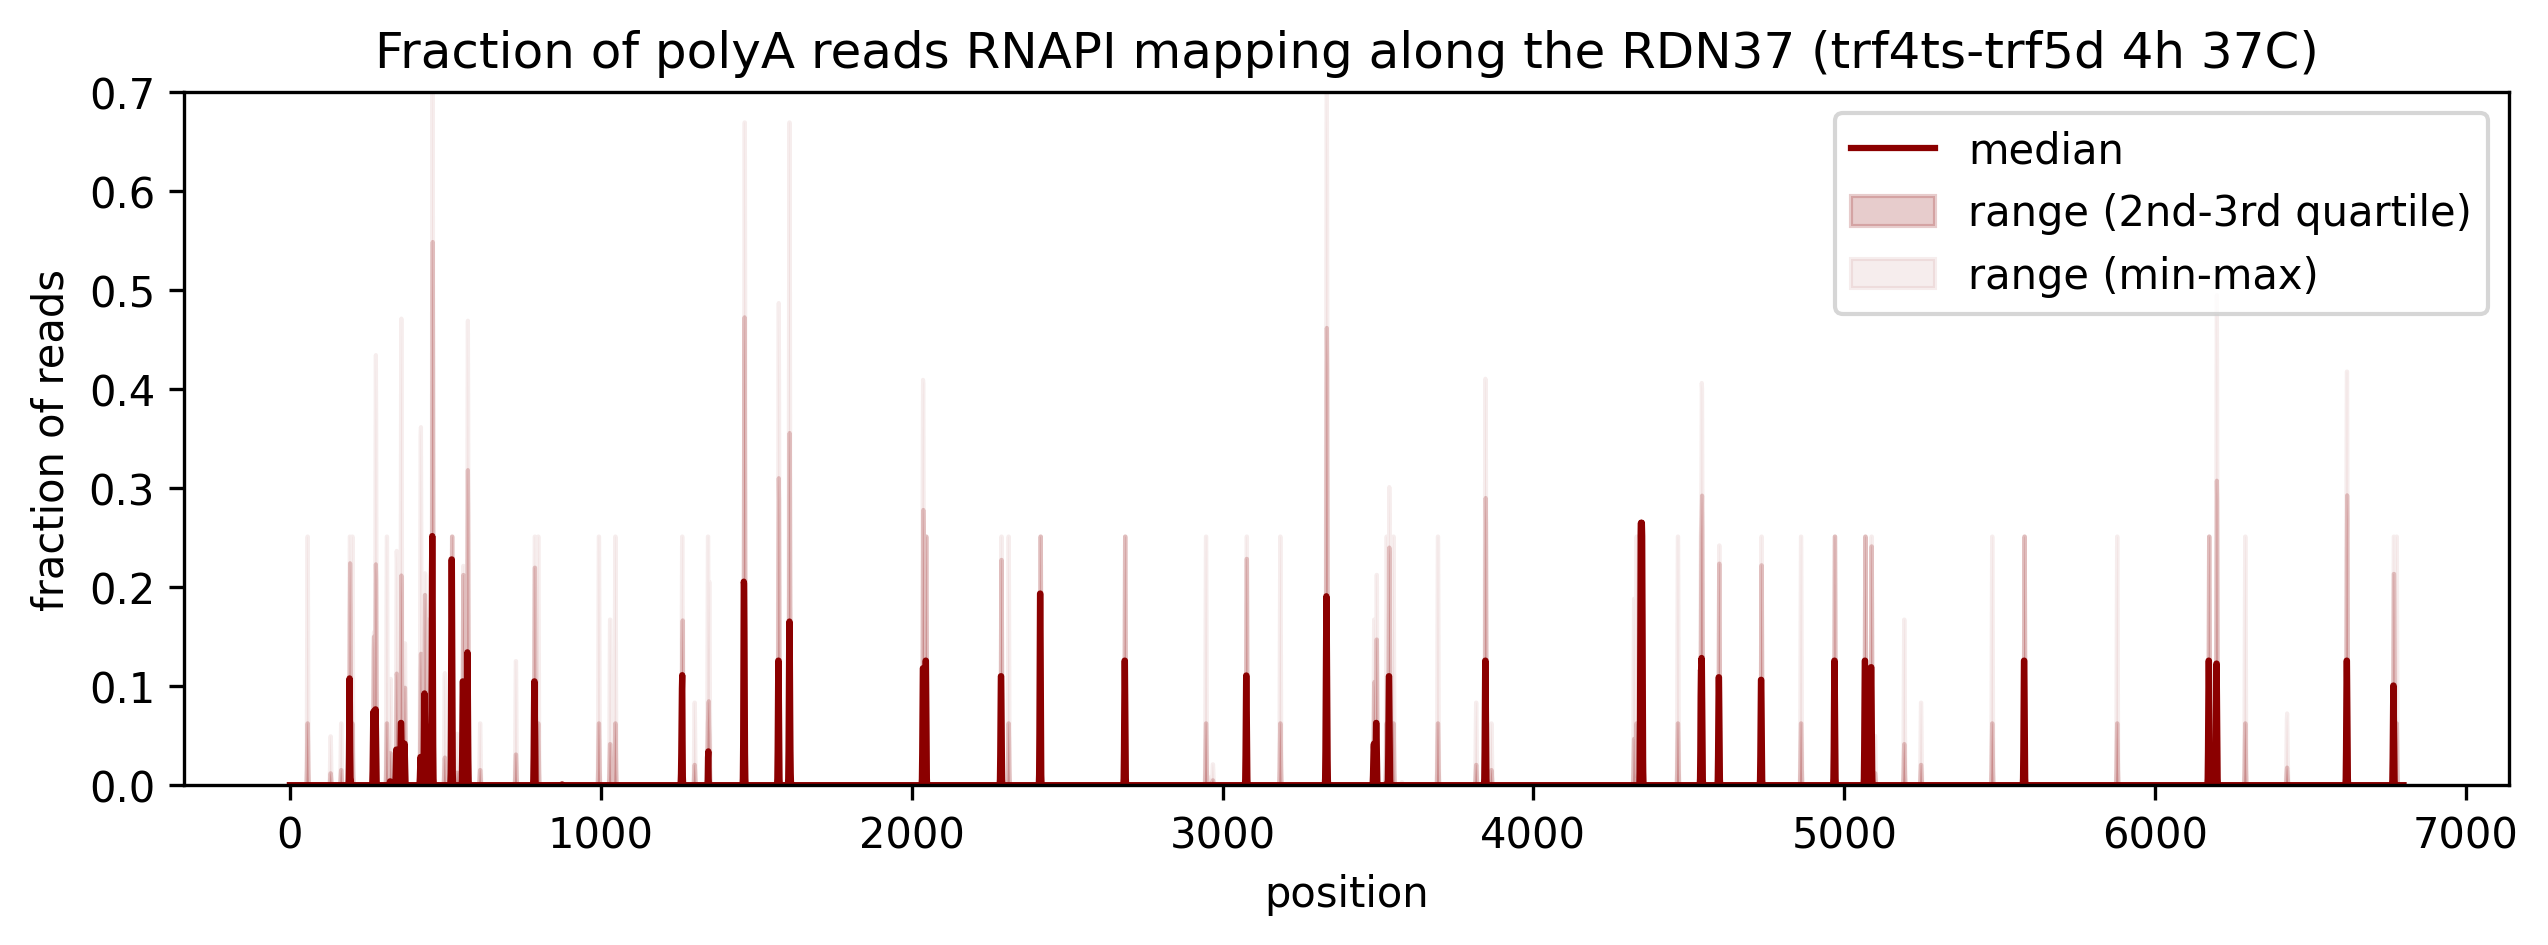 Fraction of polyA reads RNAPI mapping along the RDN37 (trf4ts-trf5d 4h 37C)
0.7
0.6
0.5
0.4
0.3
0.2
0.1
0.0
fraction of reads
median
range (2nd-3rd quartile)
range (min-max)
0 1000 2000 3000 4000 5000 6000 7000
position